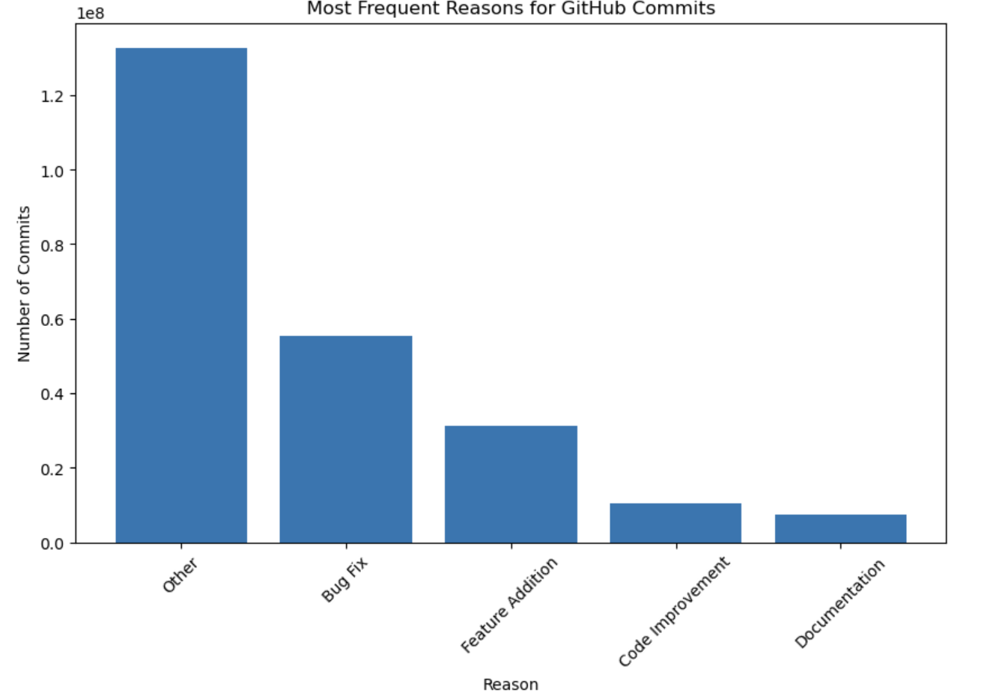 Most Frequent Reasons for GitHub Commits
1e8
1.2
1.0
0.8
0.6
0.4
0.2
0.0
Number of Commits
Other
Bug Fix
Feature Addition
Code Improvement
Documentation
Reason